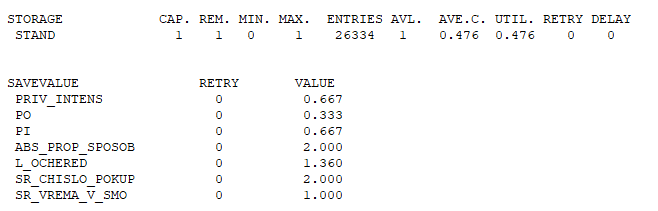 STORAGE CAP. REM. MIN. MAX. ENTRIES AVL. AVE.C. UTIL. RETRY DELAY
STAND 1 1 0 1 26334 1 0.476 0.476 0 0
SAVEVALUE RETRY VALUE
PRIV_INTENS 0 0.667
PO 0 0.333
PI 0 0.667
ABS_PROP_SPOSOB 0 2.000
L_OCHERED 0 1.360
SR_CHISLO_POKUP 0 2.000
SR_VREMA_V_SMO 0 1.000